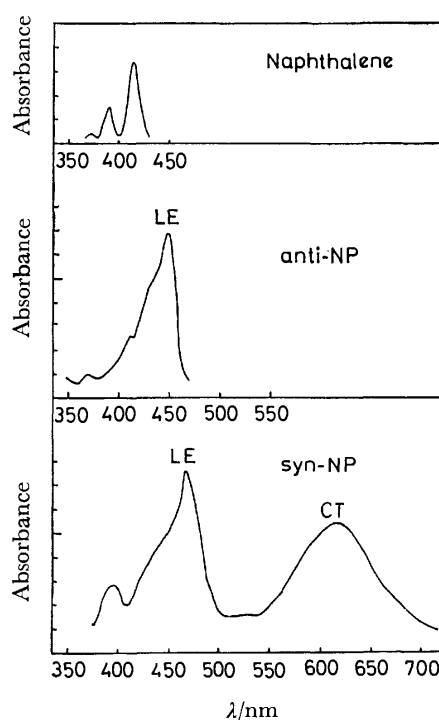 Absorbance
Naphthalene
350 400 450
Absorbance
LE
anti-NP
350 400 450 500 550
Absorbance
LE
syn-NP
CT
350 400 450 500 550 600 650 700
λ/nm